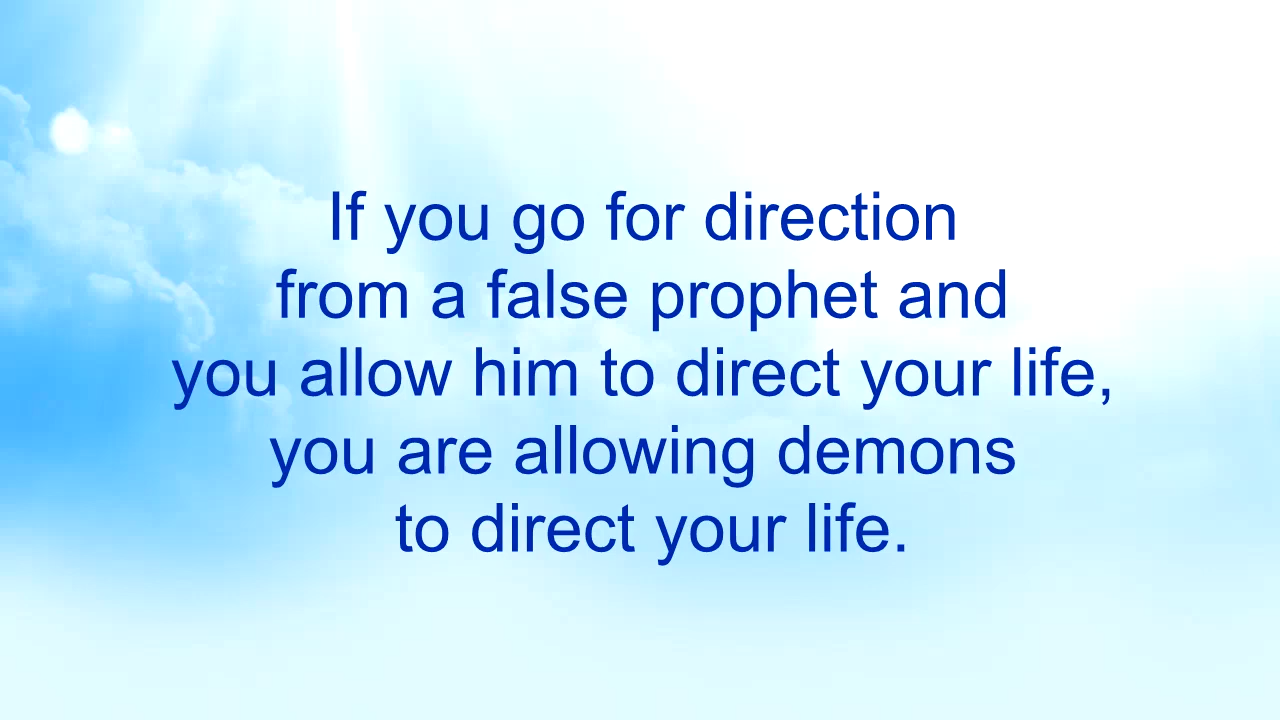 If you go for direction
from a false prophet and
you allow him to direct your life,
you are allowing demons
to direct your life.